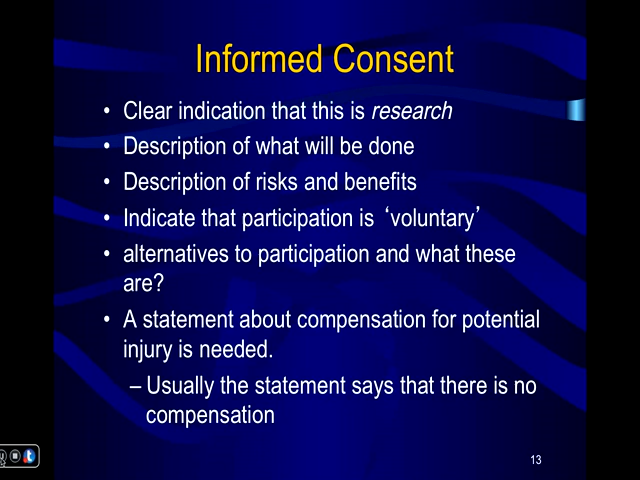 Informed Consent
• Clear indication that this is research
• Description of what will be done
• Description of risks and benefits
• Indicate that participation is ‘voluntary’
• alternatives to participation and what these
are?
• A statement about compensation for potential
injury is needed.
– Usually the statement says that there is no
compensation
13